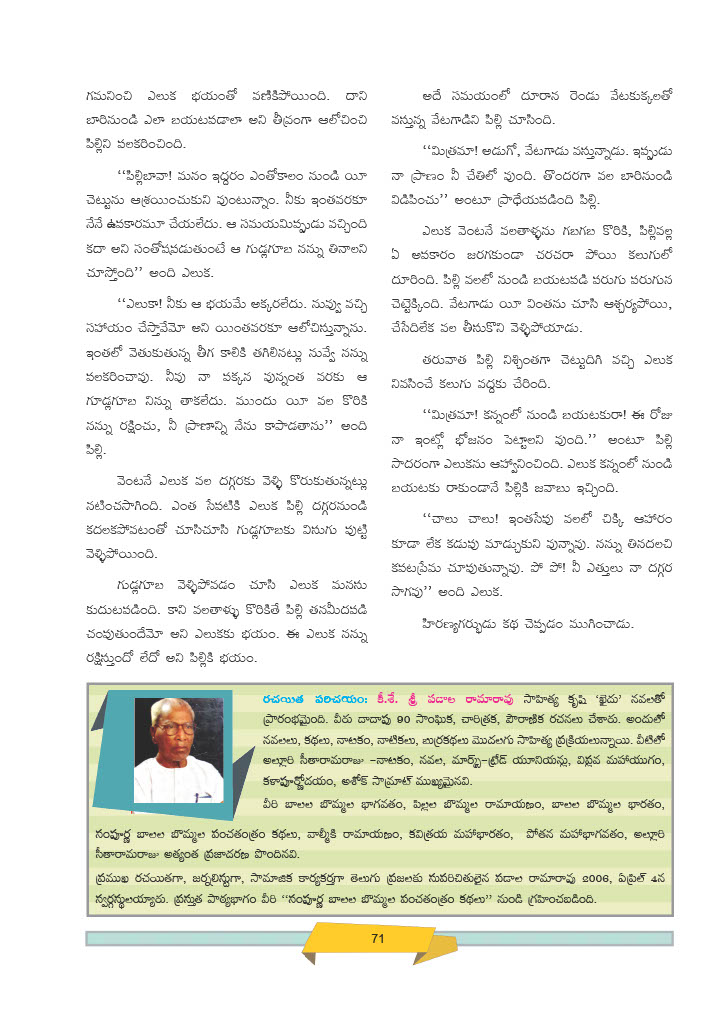 గమనించి ఎలుక భయంతో వణికిపోయింది. దాని
బారినుండి ఎలా బయటపడాలా అని తీవ్రంగా ఆలోచించి
పిల్లిని పలకరించింది.
‘‘పిల్లిబావా! మనం ఇద్దరం ఎంతోకాలం నుండి యీ
చెట్టును ఆశ్రయించుకుని వుంటున్నాం. నీకు ఇంతవరకూ
నేనే ఉపకారమూ చేయలేదు. ఆ సమయమిప్పుడు వచ్చింది
కదా అని సంతోషపడుతుంటే ఆ గుడ్లగూబ నన్ను తినాలని
చూస్తోంది’’ అంది ఎలుక.
‘‘ఎలుకా! నీకు ఆ భయమే అక్కరలేదు. నువ్వు వచ్చి
సహాయం చేస్తావేమో అని యింతవరకూ ఆలోచిస్తున్నాను.
ఇంతలో వెతుకుతున్న తీగ కాలికి తగిలినట్లు నువ్వే నన్ను
పలకరించావు. నీవు నా పక్కన వున్నంత వరకు ఆ
గూడ్లగూబ నిన్ను తాకలేదు. ముందు యీ వల కొరికి
నన్ను రక్షించు, నీ ప్రాణాన్ని నేను కాపాడతాను’’ అంది
పిల్లి.
వెంటనే ఎలుక వల దగ్గరకు వెళ్ళి కొరుకుతున్నట్లు
నటించసాగింది. ఎంత సేపటికి ఎలుక పిల్లి దగ్గరనుండి
కదలకపోవటంతో చూసిచూసి గుడ్లగూబకు విసుగు పుట్టి
వెళ్ళిపోయింది.
గుడ్లగూబ వెళ్ళిపోవడం చూసి ఎలుక మనసు
కుదుటపడింది. కాని వలతాళ్ళు కొరికితే పిల్లి తనమీదపడి
చంపుతుందేమో అని ఎలుకకు భయం. ఈ ఎలుక నన్ను
రక్షిస్తుందో లేదో అని పిల్లికి భయం.
అదే సమయంలో దూరాన రెండు వేటకుక్కలతో
వస్తున్న వేటగాడిని పిల్లి చూసింది.
‘‘మిత్రమా! అడుగో, వేటగాడు వస్తున్నాడు. ఇప్పుడు
నా ప్రాణం నీ చేతిలో వుంది. తొందరగా వల బారినుండి
విడిపించు’’ అంటూ ప్రాధేయపడింది పిల్లి.
ఎలుక వెంటనే వలతాళ్ళను గబగబ కొరికి, పిల్లివల్ల
ఏ అపకారం జరగకుండా చరచరా పోయి కలుగులో
దూరింది. పిల్లి వలలో నుండి బయటపడి పరుగు పరుగున
చెట్టెక్కింది. వేటగాడు యీ వింతను చూసి ఆశ్చర్యపోయి,
చేసేదిలేక వల తీసుకొని వెళ్ళిపోయాడు.
తరువాత పిల్లి నిశ్చింతగా చెట్టుదిగి వచ్చి ఎలుక
నివసించే కలుగు వద్దకు చేరింది.
‘‘మిత్రమా! కన్నంలో నుండి బయటకురా! ఈ రోజు
నా ఇంట్లో భోజనం పెట్టాలని వుంది.’’ అంటూ పిల్లి
సాదరంగా ఎలుకను ఆహ్వానించింది. ఎలుక కన్నంలో నుండి
బయటకు రాకుండానే పిల్లికి జవాబు ఇచ్చింది.
‘‘చాలు చాలు! ఇంతసేపు వలలో చిక్కి ఆహారం
కూడా లేక కడుపు మాడ్చుకుని వున్నావు. నన్ను తినదలచి
కపటప్రేమ చూపుతున్నావు. పో పో! నీ ఎత్తులు నా దగ్గర
సాగవు’’ అంది ఎలుక.
హిరణ్యగర్భుడు కథ చెప్పడం ముగించాడు.
రచయిత పరిచయం: కీ.శే. శ్రీ పడాల రామారావు సాహిత్య కృషి ‘ఖైదు’ నవలతో
ప్రారంభమైంది. వీరు దాదాపు 90 సాంఘిక, చారిత్రక, పౌరాణిక రచనలు చేశారు. అందులో
నవలలు, కథలు, నాటకం, నాటికలు, బుర్రకథలు మొదలగు సాహిత్య ప్రక్రియలున్నాయి. వీటిలో
అల్లూరి సీతారామరాజు -నాటకం, నవల, మార్క్స్-ట్రేడ్ యూనియన్లు, విప్లవ మహాయుగం,
కళాపూర్ణోదయం, అశోక్ సామ్రాట్ ముఖ్యమైనవి.
వీరి బాలల బొమ్మల భాగవతం, పిల్లల బొమ్మల రామాయణం, బాలల బొమ్మల భారతం,
సంపూర్ణ బాలల బొమ్మల పంచతంత్రం కథలు, వాల్మీకి రామాయణం, కవిత్రయ మహాభారతం, పోతన మహాభాగవతం, అల్లూరి
సీతారామరాజు అత్యంత ప్రజాదరణ పొందినవి.
ప్రముఖ రచయితగా, జర్నలిస్టుగా, సామాజిక కార్యకర్తగా తెలుగు ప్రజలకు సుపరిచితులైన పడాల రామారావు 2006, ఏప్రిల్ 4న
స్వర్గస్థులయ్యారు. ప్రస్తుత పాఠ్యభాగం వీరి ‘‘సంపూర్ణ బాలల బొమ్మల పంచతంత్రం కథలు’’ నుండి గ్రహించబడింది.
71